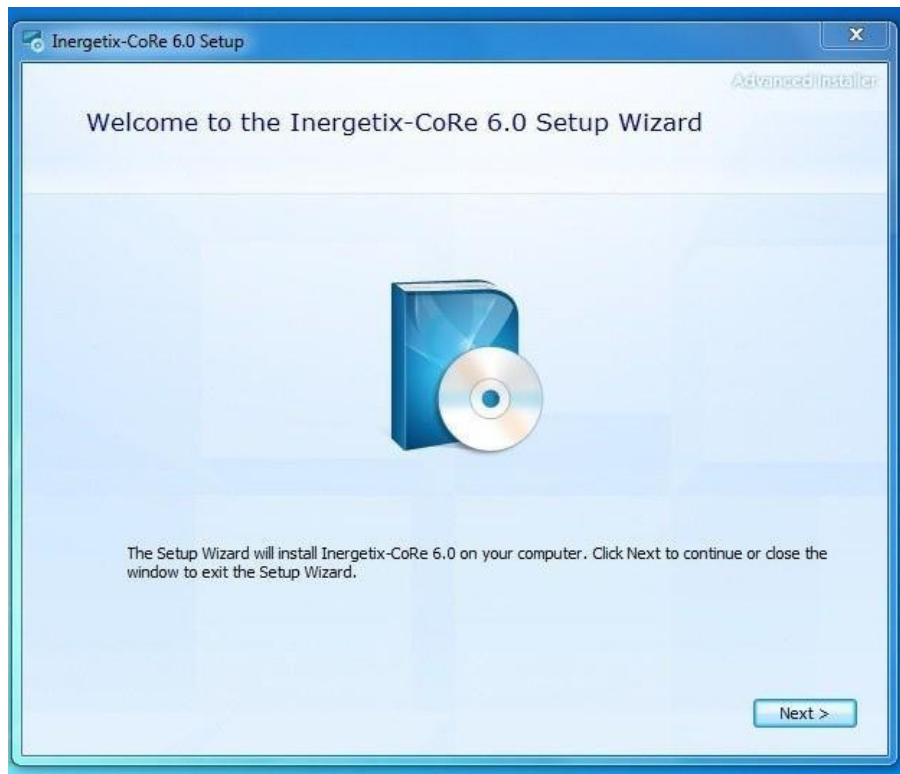 Inergetix-CoRe 6.0 Setup
Advanced Installer
Welcome to the Inergetix-CoRe 6.0 Setup Wizard
The Setup Wizard will install Inergetix-CoRe 6.0 on your computer. Click Next to continue or close the
window to exit the Setup Wizard.
Next >